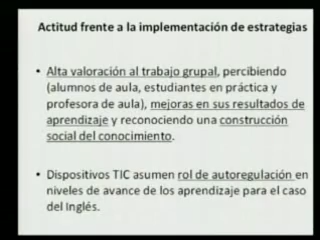 Actitud frente a la implementación de estrategias
• Alta valoración al trabajo grupal, percibiendo
(alumnos de aula, estudiantes en práctica y
profesora de aula), mejoras en sus resultados de
aprendizaje y reconociendo una construcción
social del conocimiento.
• Dispositivos TIC asumen rol de autoregulación en
niveles de avance de los aprendizaje para el caso
del Inglés.